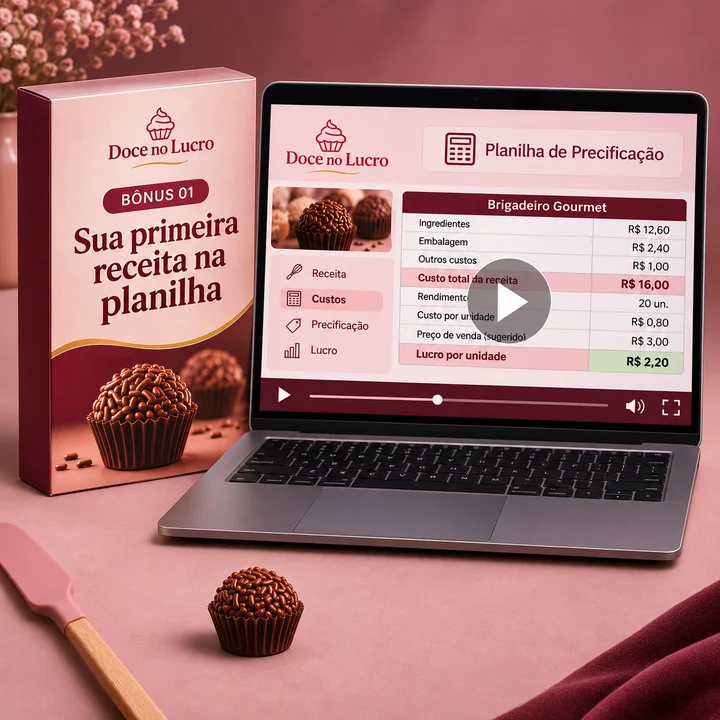 Doce no Lucro
BÔNUS 01
Sua primeira
receita na
planilha
Doce no Lucro
Planilha de Precificação
Receita
Custos
Precificação
Lucro
Brigadeiro Gourmet
Ingredientes R$ 12,60
Embalagem R$ 2,40
Outros custos R$ 1,00
Custo total da receita R$ 16,00
Rendimento 20 un.
Custo por unidade R$ 0,80
Preço de venda (sugerido) R$ 3,00
Lucro por unidade R$ 2,20